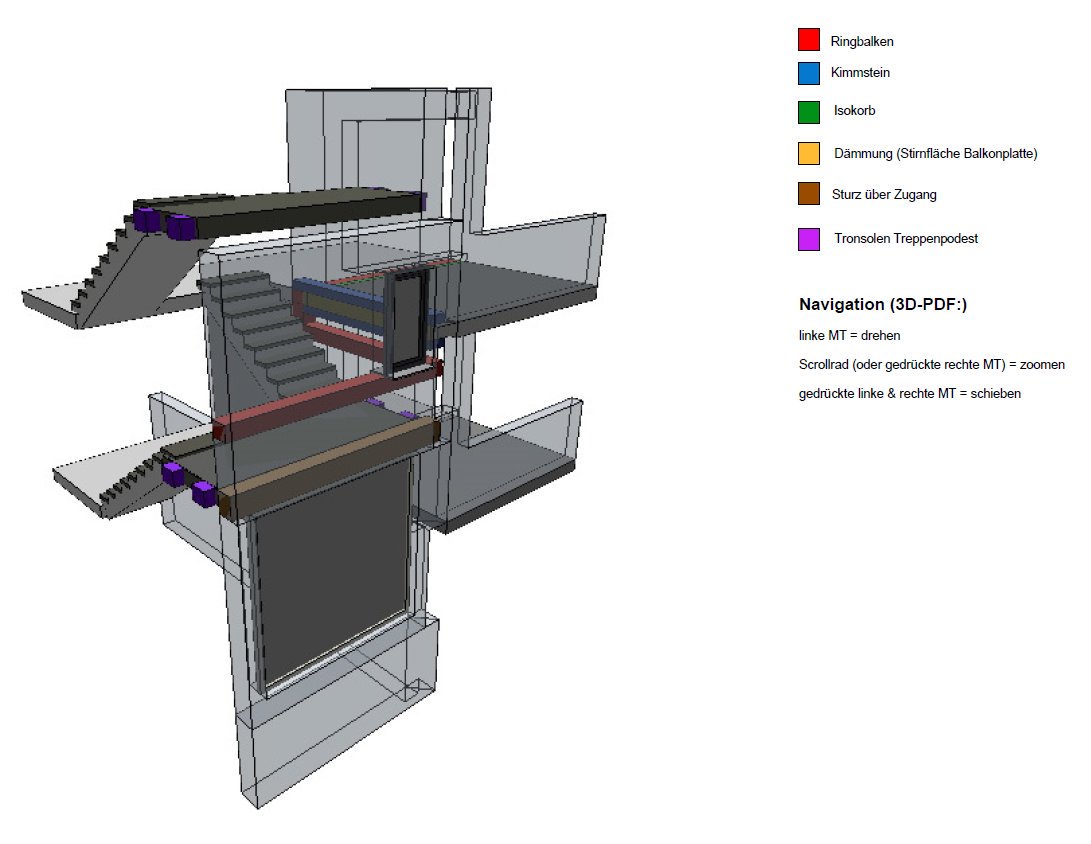 Ringbalken
Kimmstein
Isokorb
Dämmung (Stirnfläche Balkonplatte)
Sturz über Zugang
Tronsolen Treppenpodest
Navigation (3D-PDF:)
linke MT = drehen
Scrollrad (oder gedrückte rechte MT) = zoomen
gedrückte linke & rechte MT = schieben